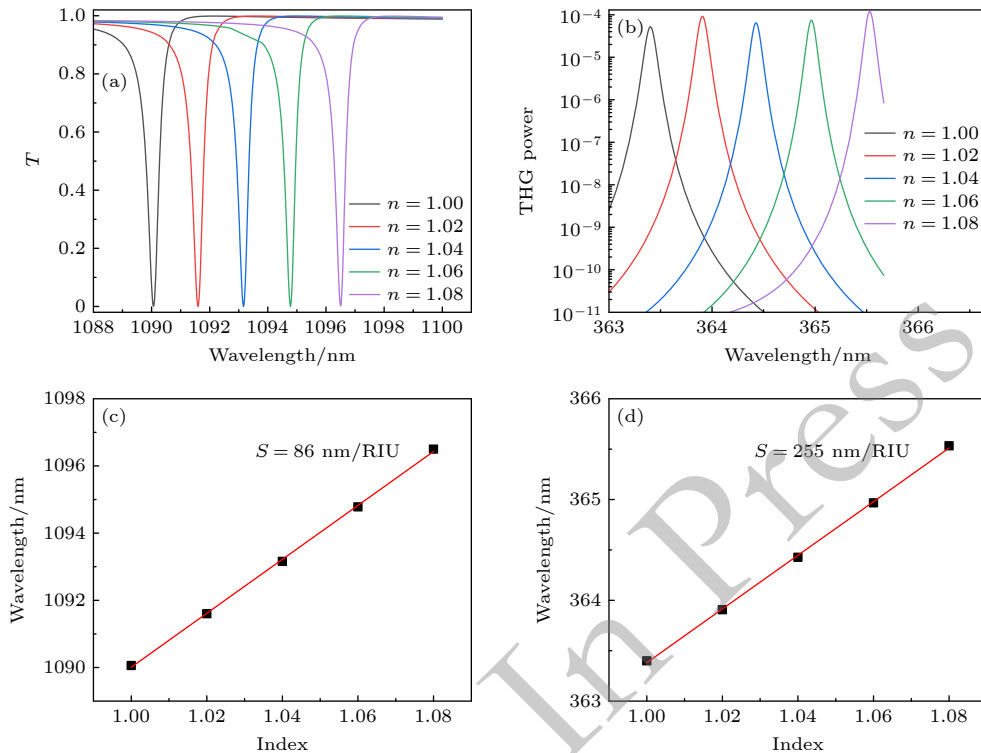 (a)
1.0
0.8
0.6
0.4
0.2
0
T
n = 1.00
n = 1.02
n = 1.04
n = 1.06
n = 1.08
1088 1090 1092 1094 1096 1098 1100
Wavelength/nm
(b)
10⁻⁴
10⁻⁵
10⁻⁶
10⁻⁷
10⁻⁸
10⁻⁹
10⁻¹⁰
10⁻¹¹
THG power
n = 1.00
n = 1.02
n = 1.04
n = 1.06
n = 1.08
363 364 365 366
Wavelength/nm
(c)
S = 86 nm/RIU
1098
1096
1094
1092
1090
Wavelength/nm
1.00 1.02 1.04 1.06 1.08
Index
(d)
S = 255 nm/RIU
366
365
364
363
Wavelength/nm
1.00 1.02 1.04 1.06 1.08
Index
In Press